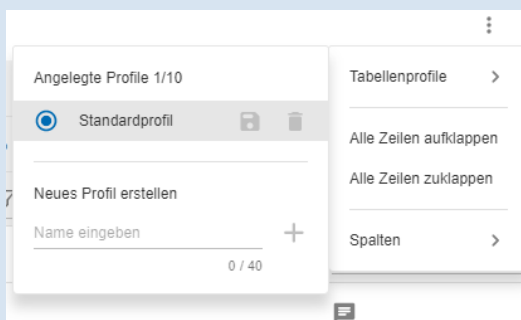 Angelegte Profile 1/10
Standardprofil
Neues Profil erstellen
Name eingeben
0 / 40
Tabellenprofile
Alle Zeilen aufklappen
Alle Zeilen zuklappen
Spalten